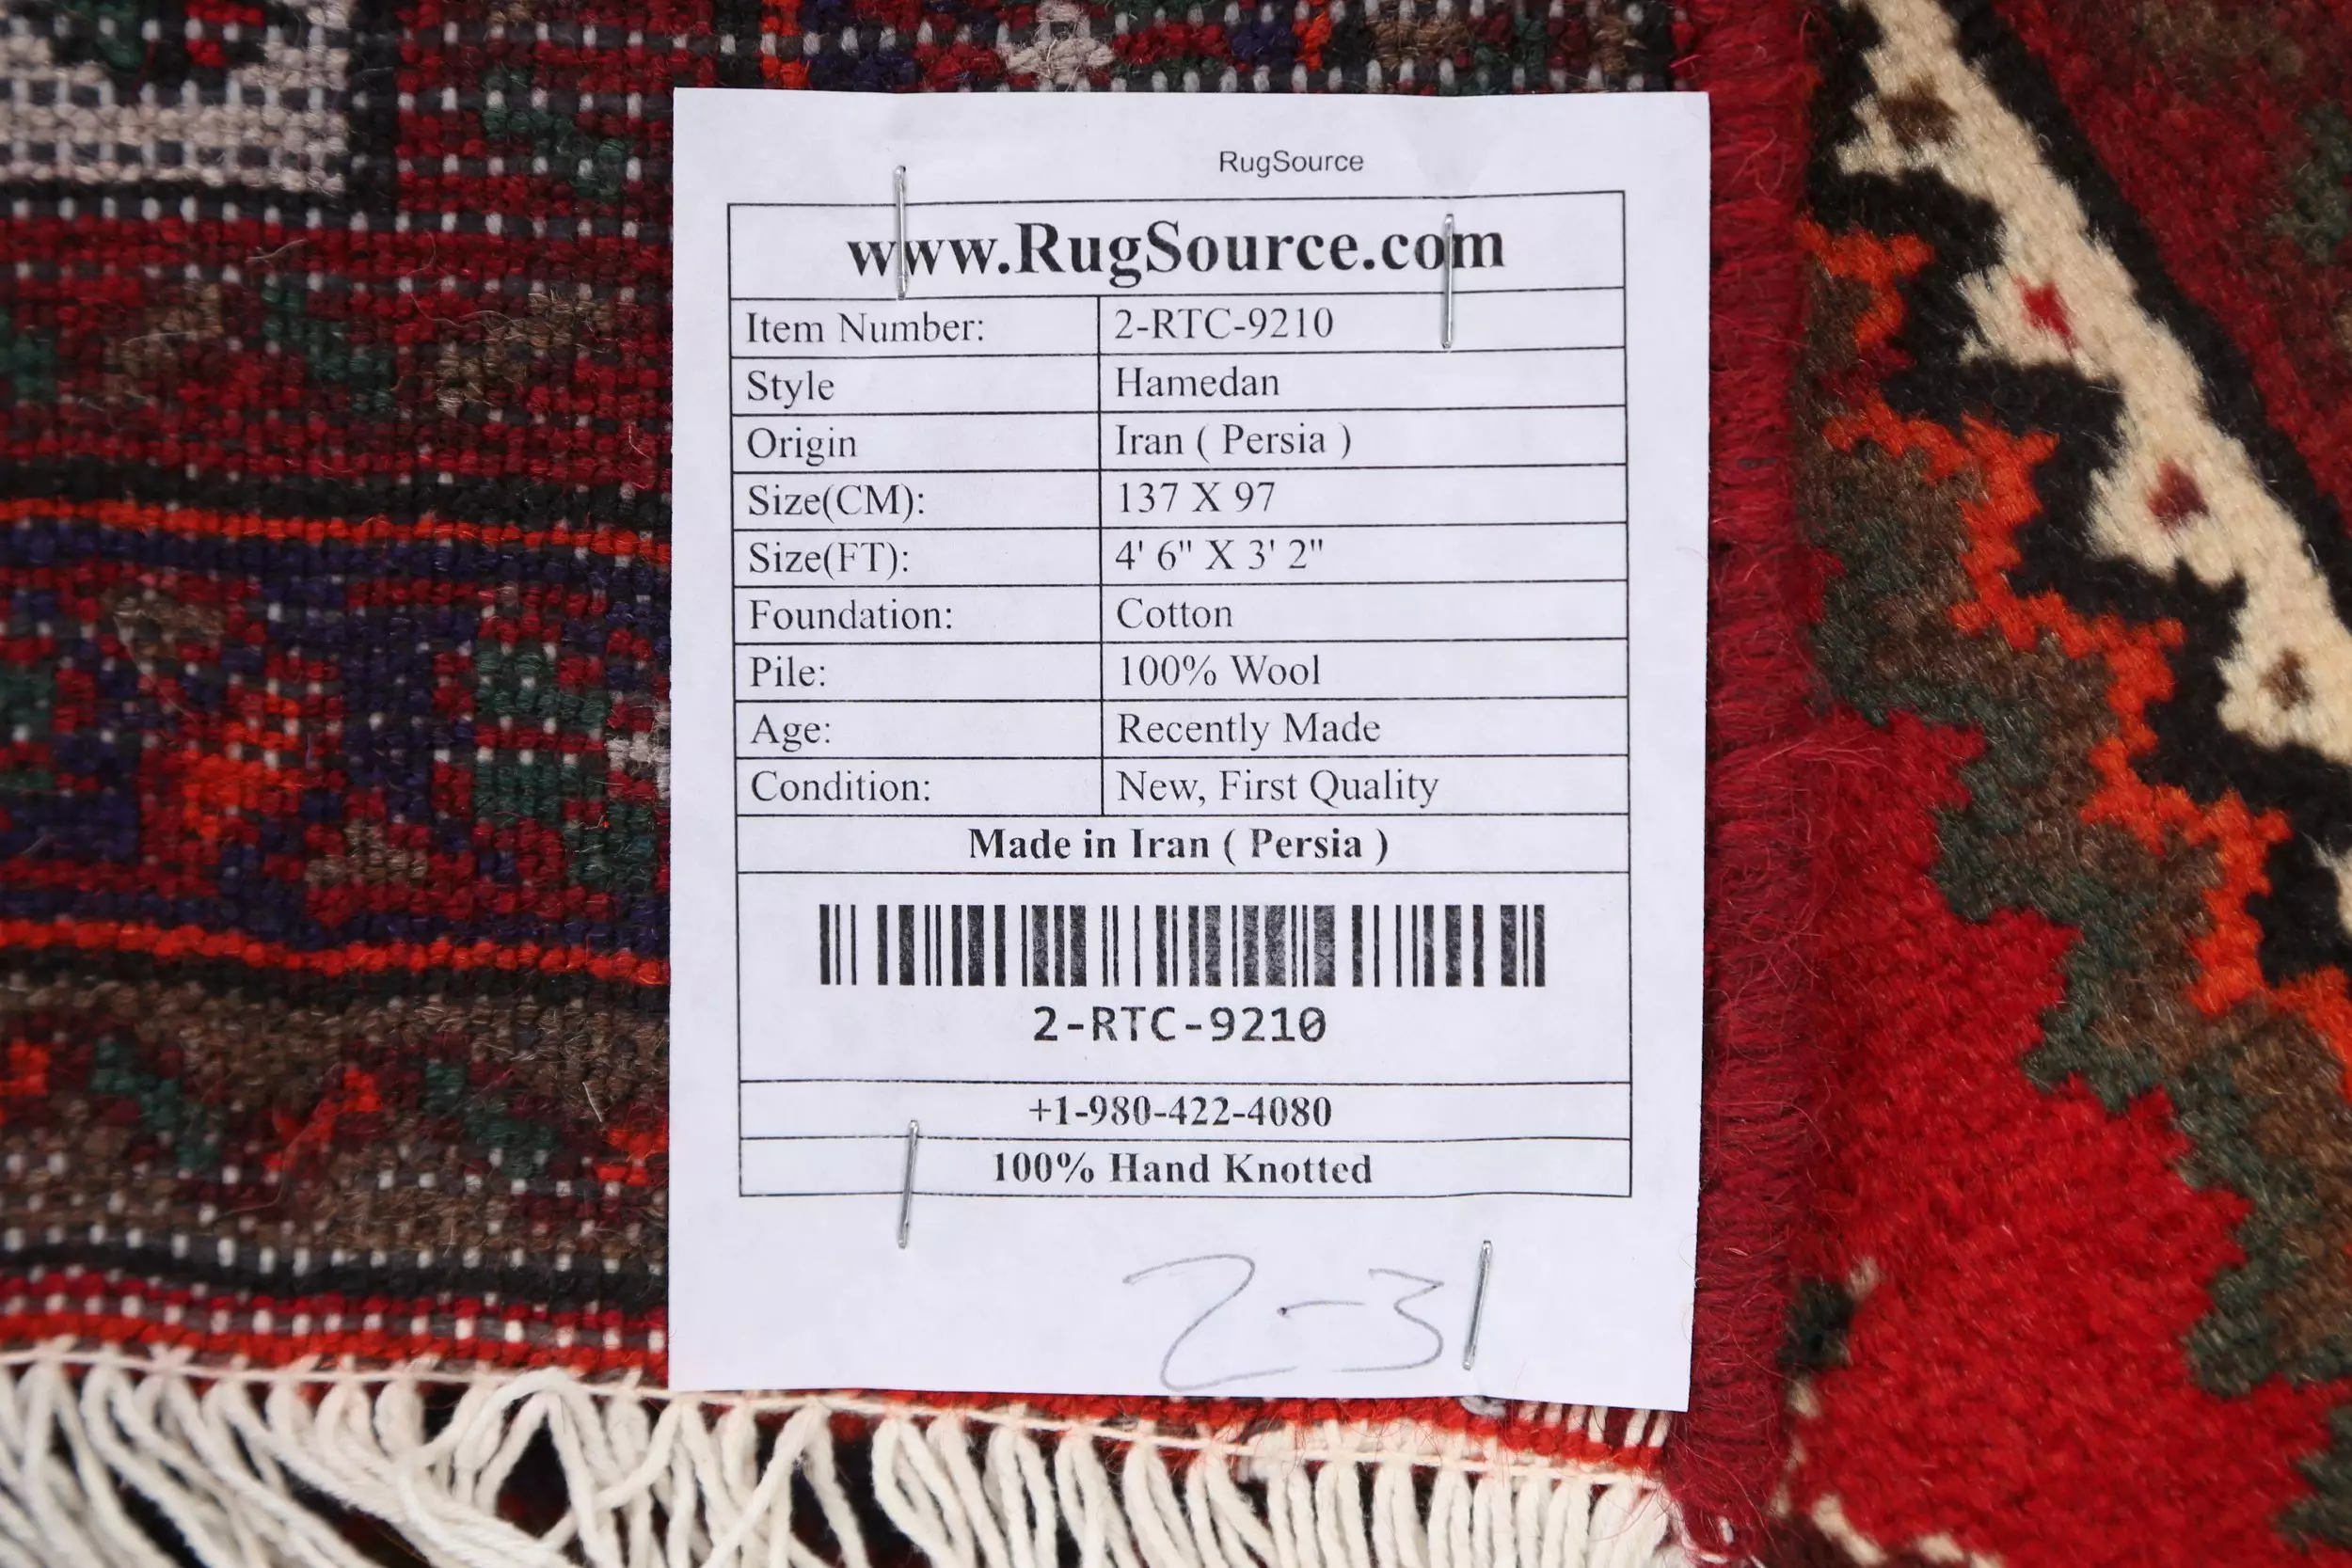 RugSource
www.RugSource.com
Item Number: 2-RTC-9210
Style Hamedan
Origin Iran ( Persia )
Size(CM): 137 X 97
Size(FT): 4' 6" X 3' 2"
Foundation: Cotton
Pile: 100% Wool
Age: Recently Made
Condition: New, First Quality
Made in Iran ( Persia )
2-RTC-9210
+1-980-422-4080
100% Hand Knotted
2-3